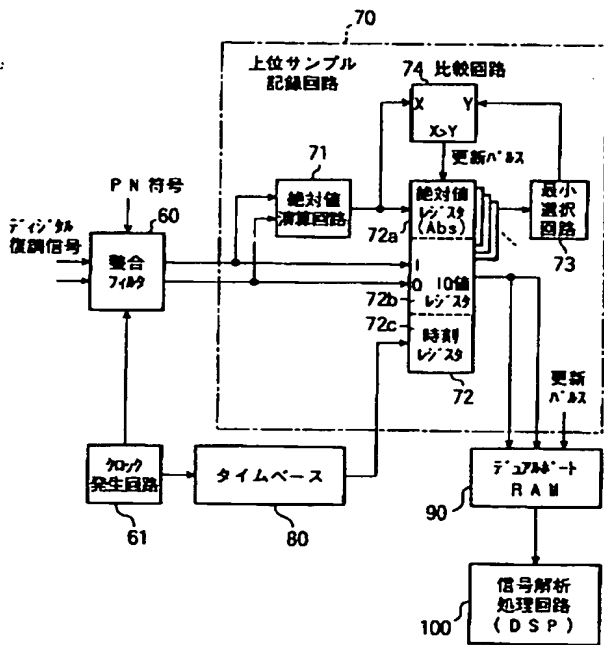 70
上位サンプル
記録回路
74 比較回路
X Y
X>Y
更新パルス
71
絶対値
演算回路
絶対値
レジスタ
(Abs)
72a
最小
選択
回路
73
PN 符号
60
ディジタル
復調信号
整合
フィルタ
I
Q IQ値
72b レジスタ
72c
時刻
レジスタ
72
更新
パルス
クロック
発生回路
61
タイムベース
80
デュアルポート
RAM
90
信号解析
処理回路
(DSP)
100